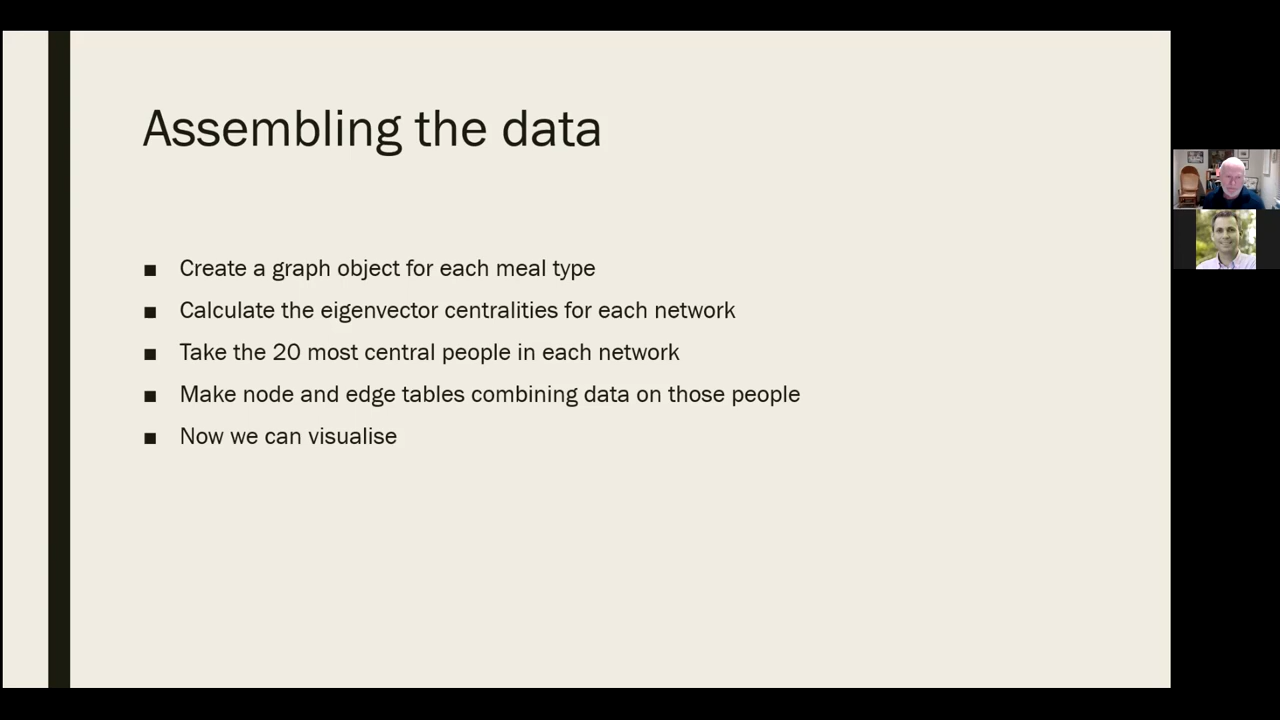 Assembling the data
Create a graph object for each meal type
Calculate the eigenvector centralities for each network
Take the 20 most central people in each network
Make node and edge tables combining data on those people
Now we can visualise